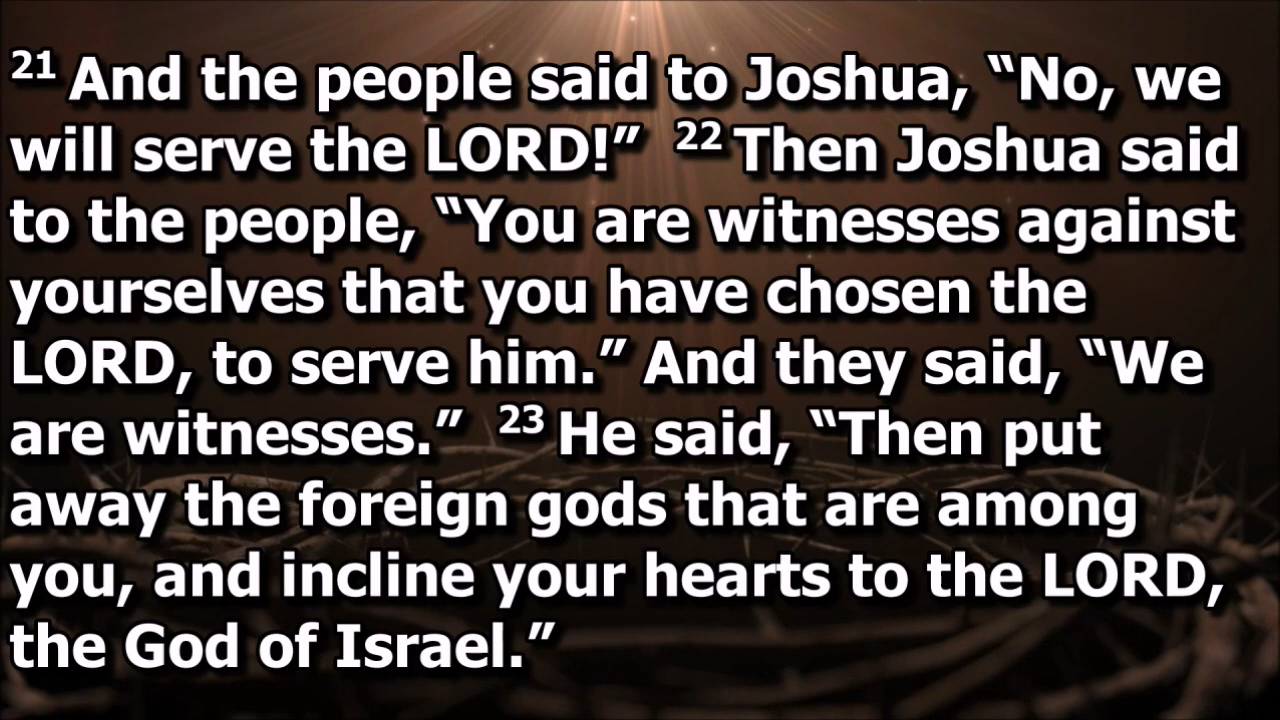 21 And the people said to Joshua, “No, we
will serve the LORD!” 22 Then Joshua said
to the people, “You are witnesses against
yourselves that you have chosen the
LORD, to serve him.” And they said, “We
are witnesses.” 23 He said, “Then put
away the foreign gods that are among
you, and incline your hearts to the LORD,
the God of Israel.”